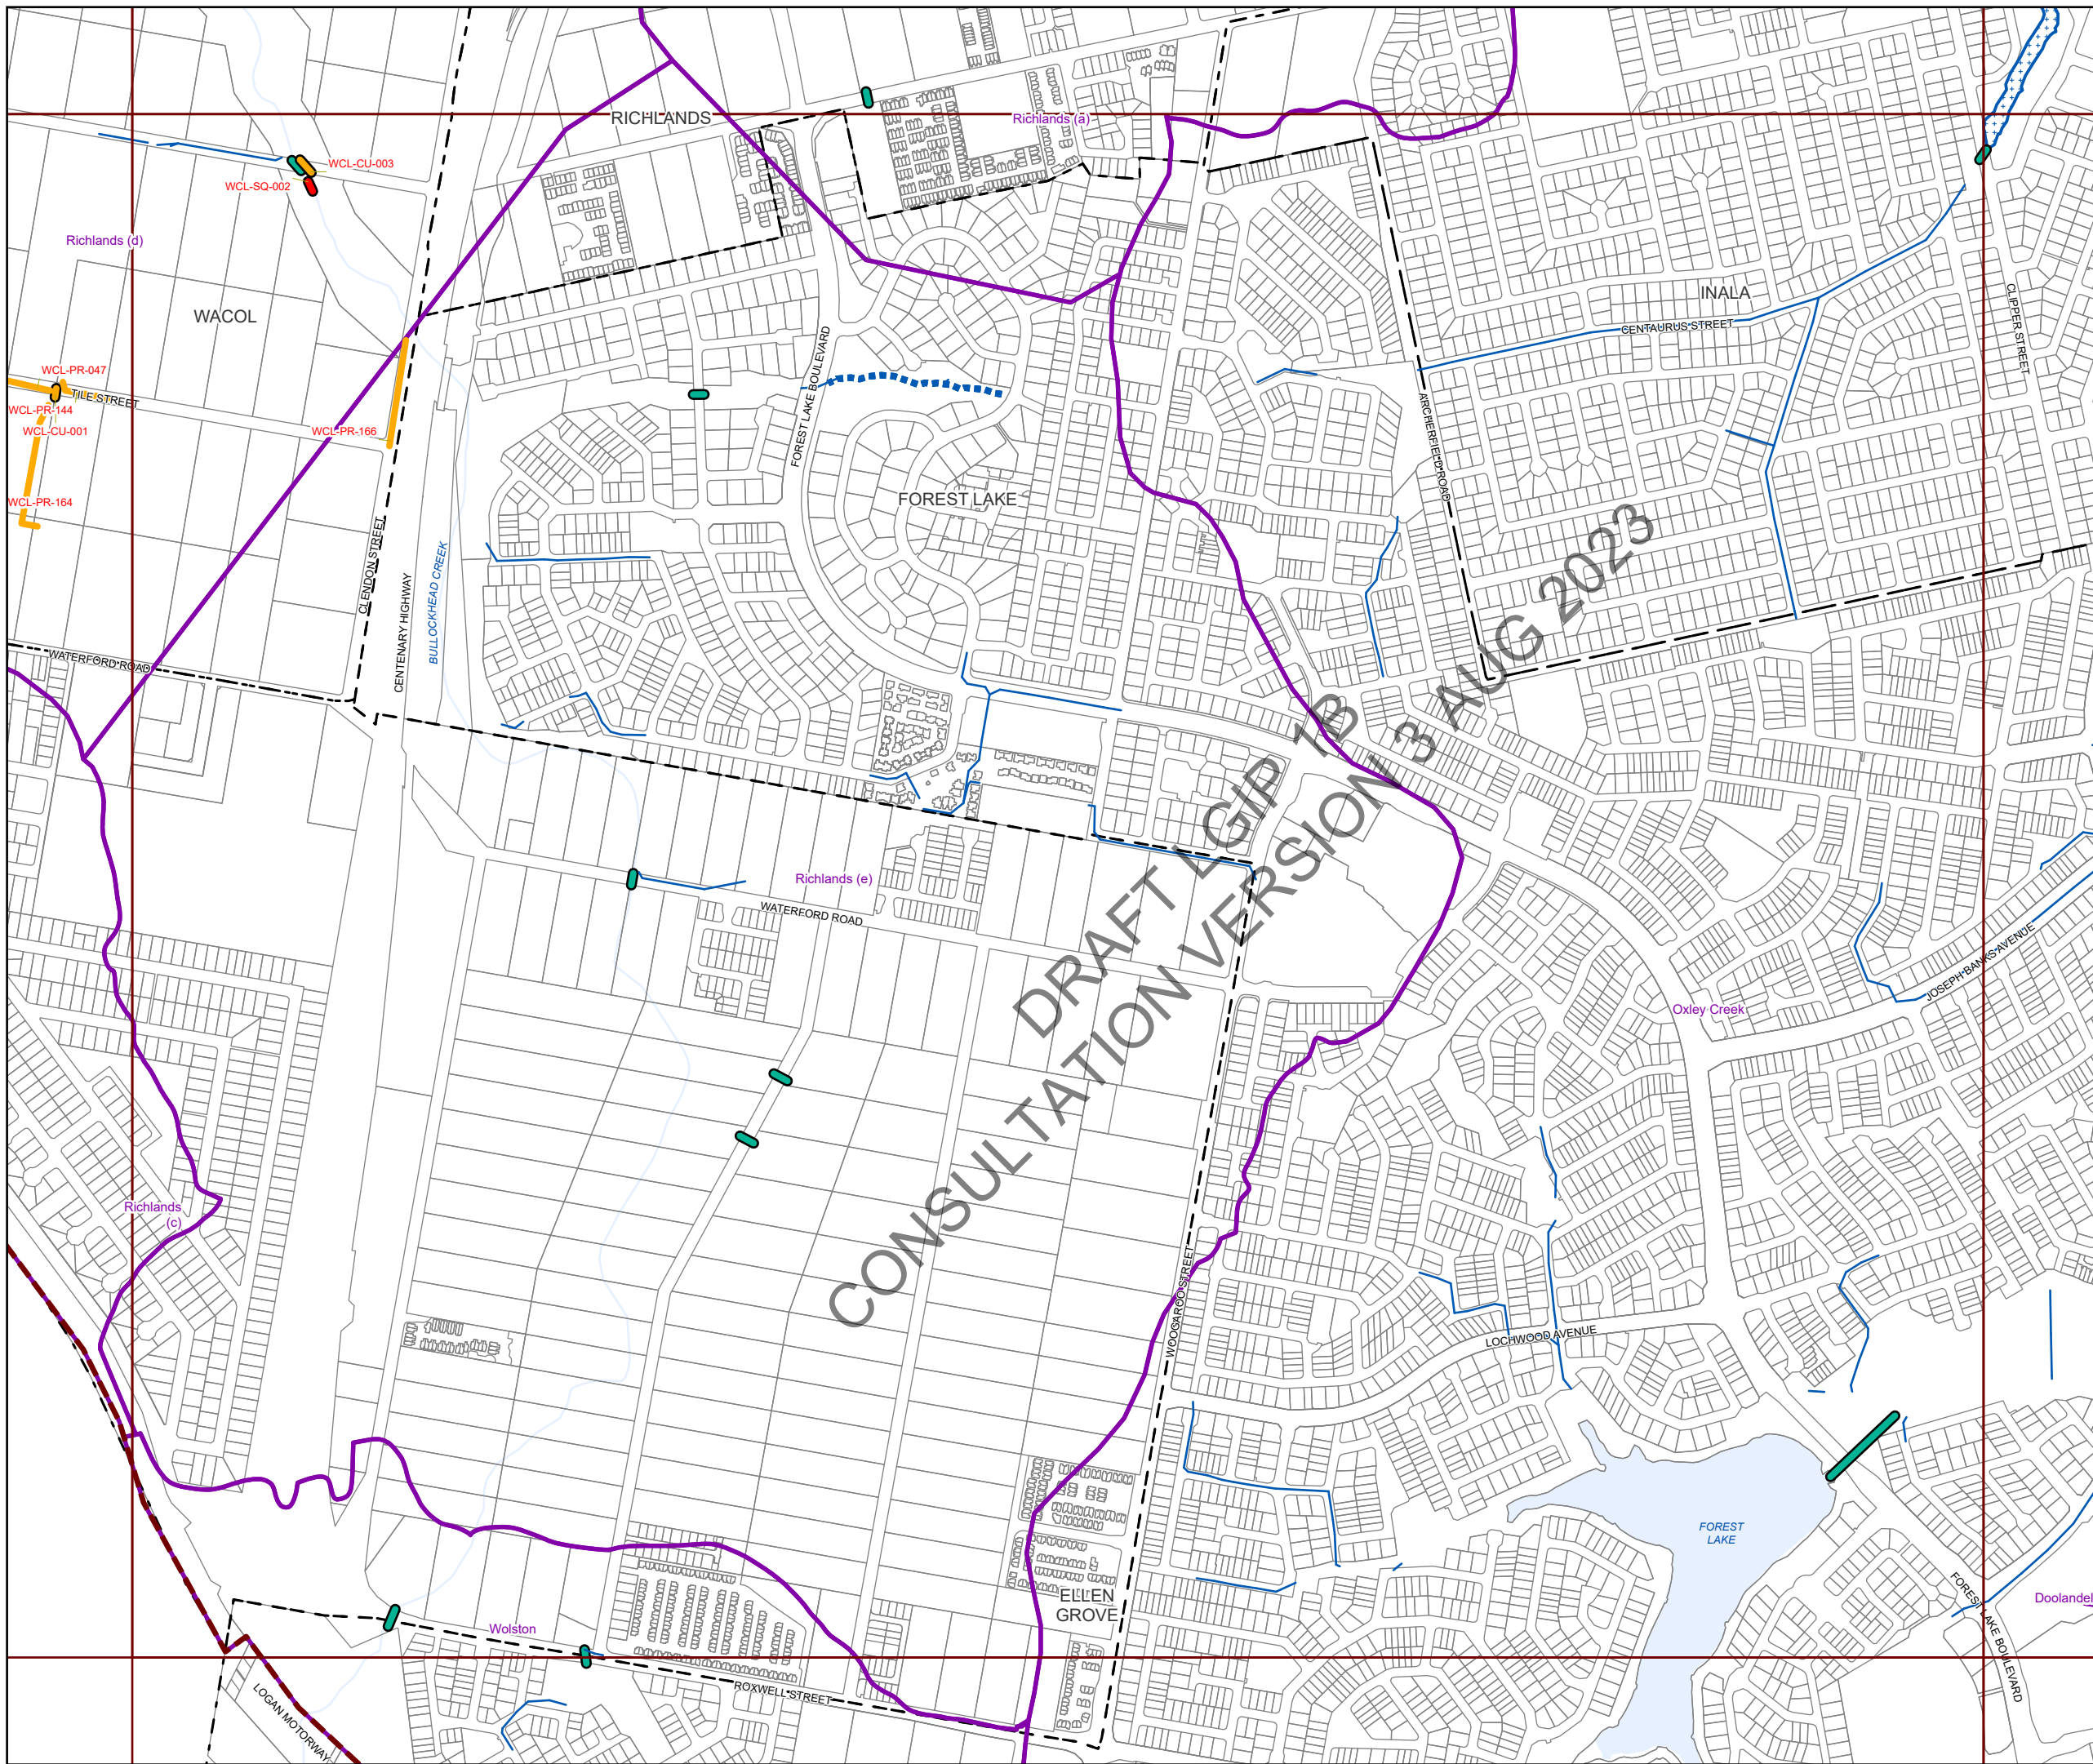 RICHLANDS
Richlands (a)
WCL-CU-003
WCL-SQ-002
Richlands (d)
INALA
WACOL
CENTAURUS STREET
CLIPPER STREET
WCL-PR-047
TILE STREET
WCL-PR-144
WCL-CU-001
WCL-PR-166
FOREST LAKE BOULEVARD
ARCHERFIELD ROAD
WCL-PR-164
FOREST LAKE
CLENDON STREET
CENTENARY HIGHWAY
BULLOCKHEAD CREEK
WATERFORD ROAD
DRAFT LGIP 1B
CONSULTATION VERSION 3 AUG 2023
Richlands (e)
WATERFORD ROAD
JOSEPH BANKS AVENUE
Oxley Creek
Richlands
(c)
WOOGAROO STREET
LOCHWOOD AVENUE
FOREST
LAKE
ELLEN
GROVE
FOREST LAKE BOULEVARD
Wolston
ROXWELL STREET
LOGAN MOTORWAY